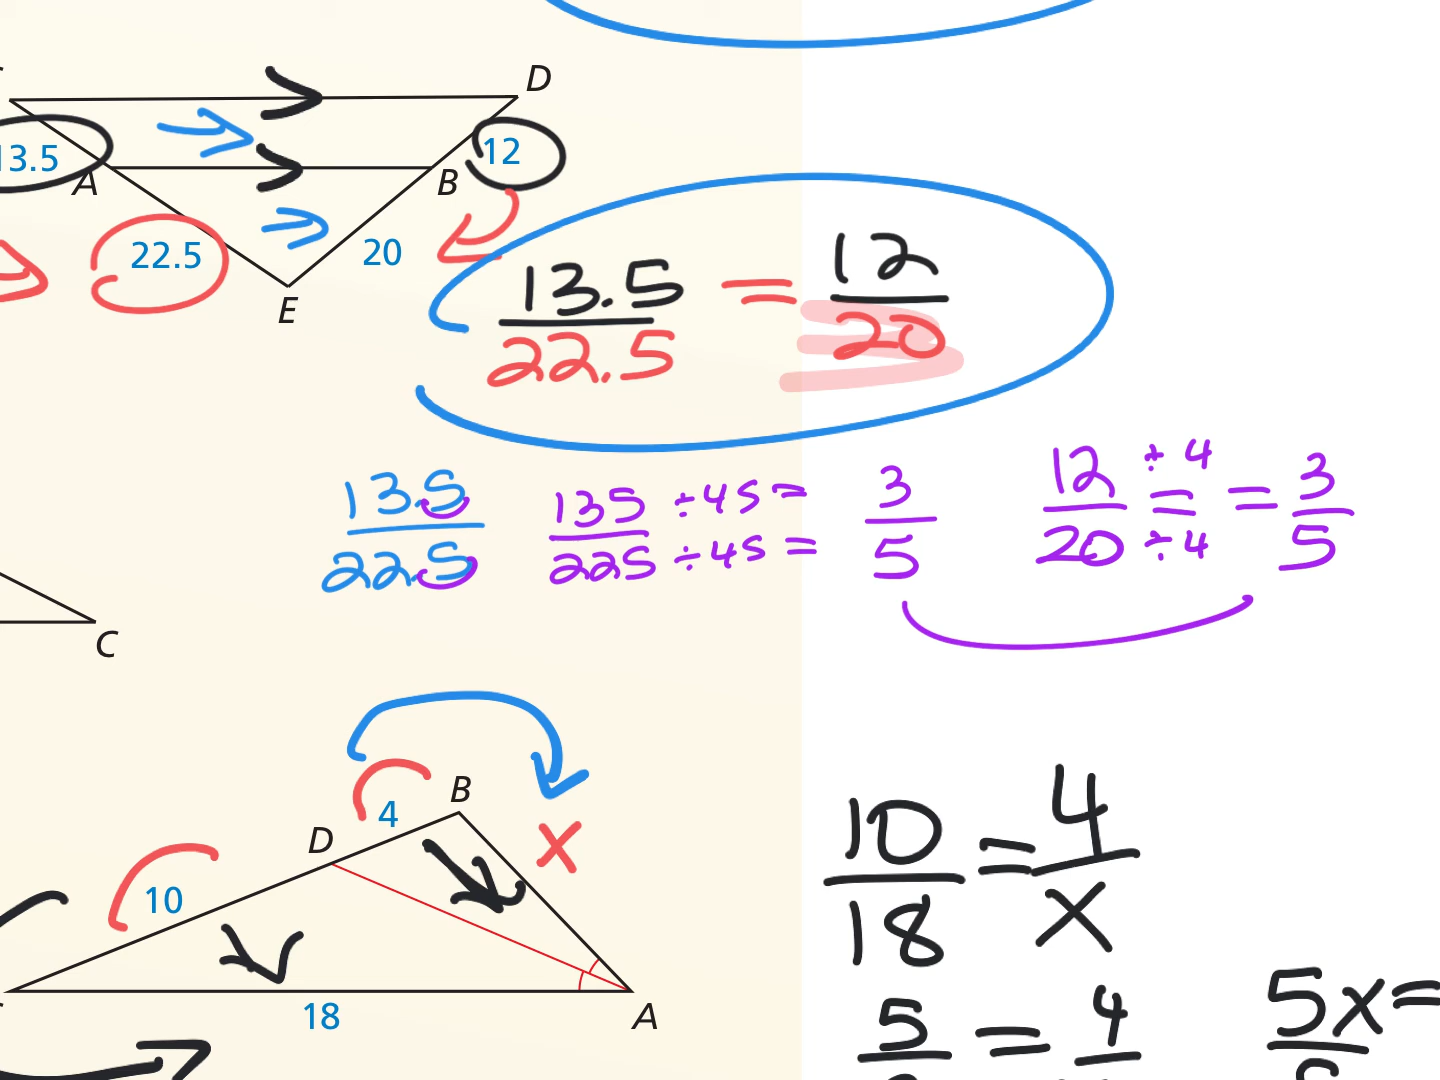 D
13.5
12
A
B
22.5
20
E
13.5 = 12
22.5   20
13.5   135 ÷45 = 3   12 ÷4 = 3
22.5   225 ÷45 = 5   20 ÷4   5
C
B
4
D
x
10
18
A
10 = 4
18   x
5 = 4
5x =